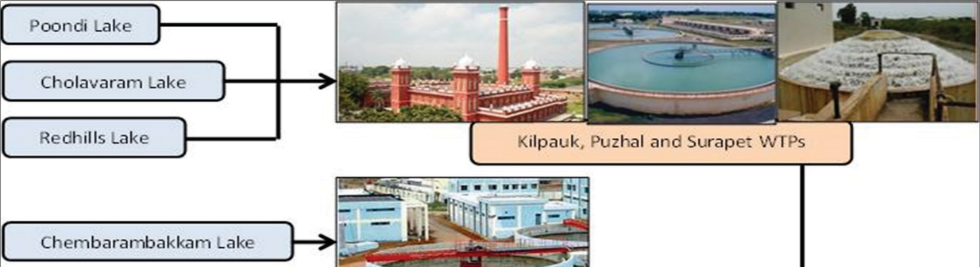 Poondi Lake
Cholavaram Lake
Redhills Lake
Kilpauk, Puzhal and Surapet WTPs
Chembarambakkam Lake